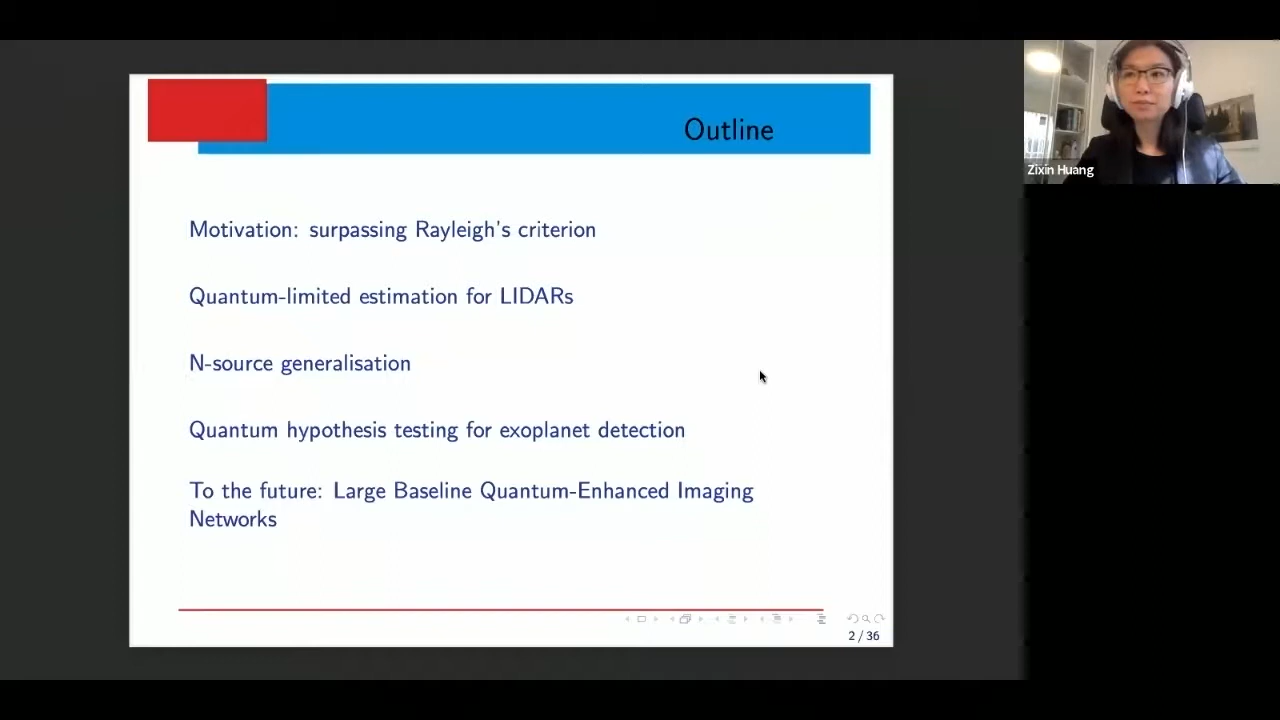 Outline
Motivation: surpassing Rayleigh's criterion
Quantum-limited estimation for LIDARs
N-source generalisation
Quantum hypothesis testing for exoplanet detection
To the future: Large Baseline Quantum-Enhanced Imaging
Networks
2 / 36
Zixin Huang